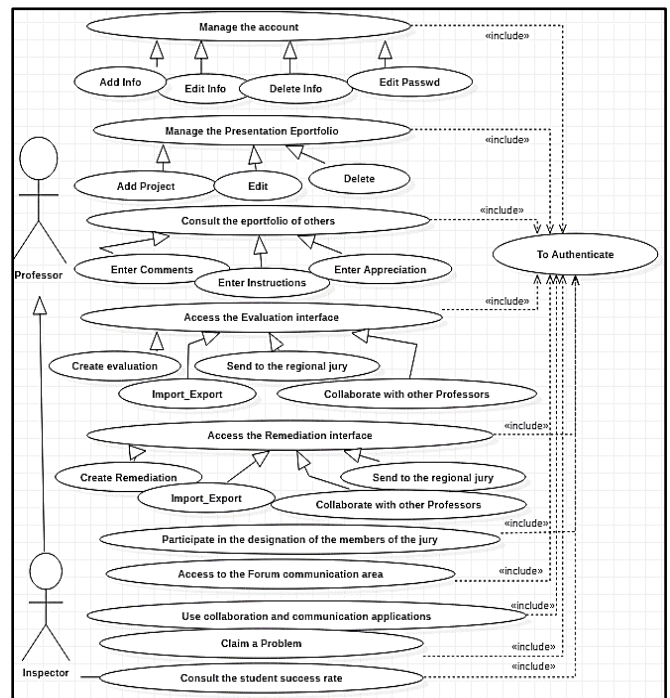 Manage the account
«include»
Add Info
Edit Info
Delete Info
Edit Passwd
Manage the Presentation Eportfolio
«include»
Add Project
Edit
Delete
Consult the eportfolio of others
«include»
To Authenticate
Professor
Enter Comments
Enter Instructions
Enter Appreciation
Access the Evaluation interface
«include»
Create evaluation
Send to the regional jury
Import_Export
Collaborate with other Professors
Access the Remediation interface
«include»
Create Remediation
Send to the regional jury
Import_Export
Collaborate with other Professors
Participate in the designation of the members of the jury
«include»
Access to the Forum communication area
«include»
Use collaboration and communication applications
«include»
Claim a Problem
«include»
Inspector
Consult the student success rate
«include»